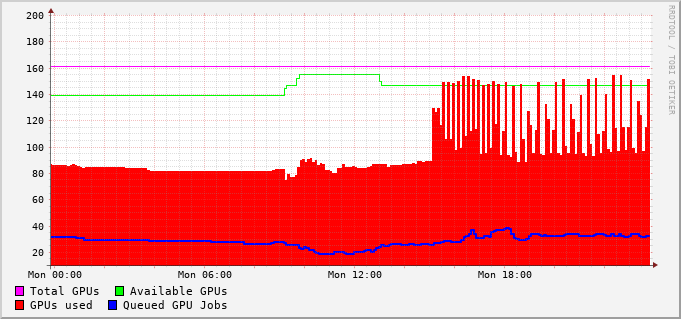 200
180
160
140
120
100
80
60
40
20
Mon 00:00 Mon 06:00 Mon 12:00 Mon 18:00
Total GPUs Available GPUs
GPUs used Queued GPU Jobs
RRDTOOL / TOBI OETIKER